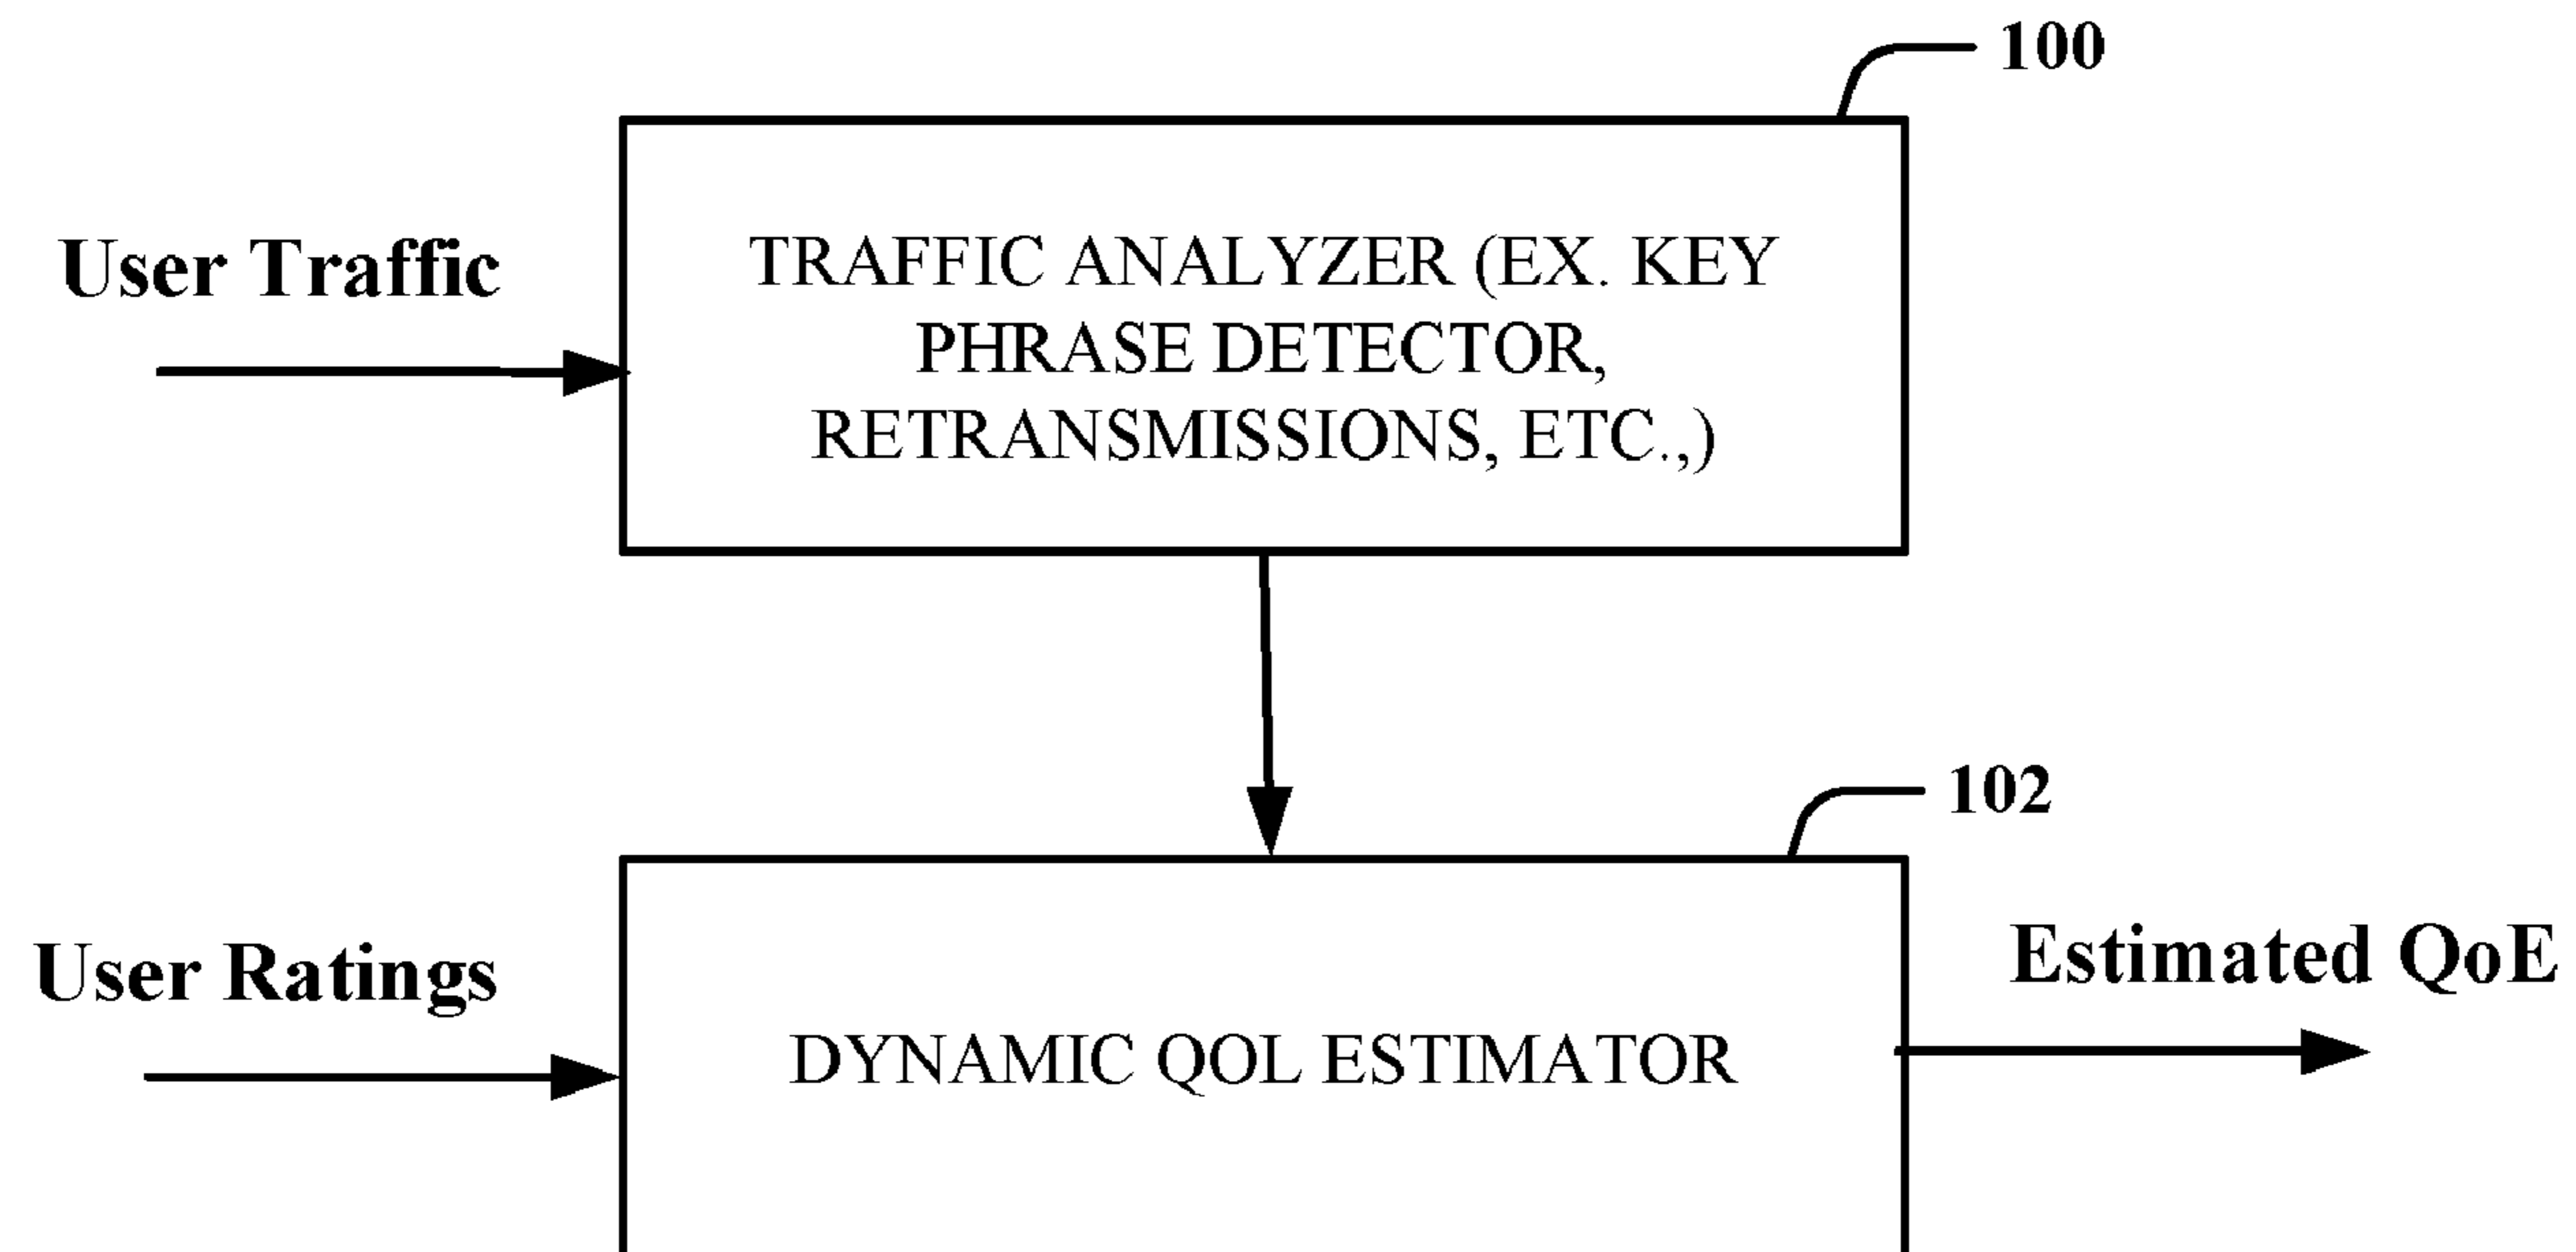 100
User Traffic
TRAFFIC ANALYZER (EX. KEY
PHRASE DETECTOR,
RETRANSMISSIONS, ETC.,)
102
User Ratings
DYNAMIC QOL ESTIMATOR
Estimated QoE